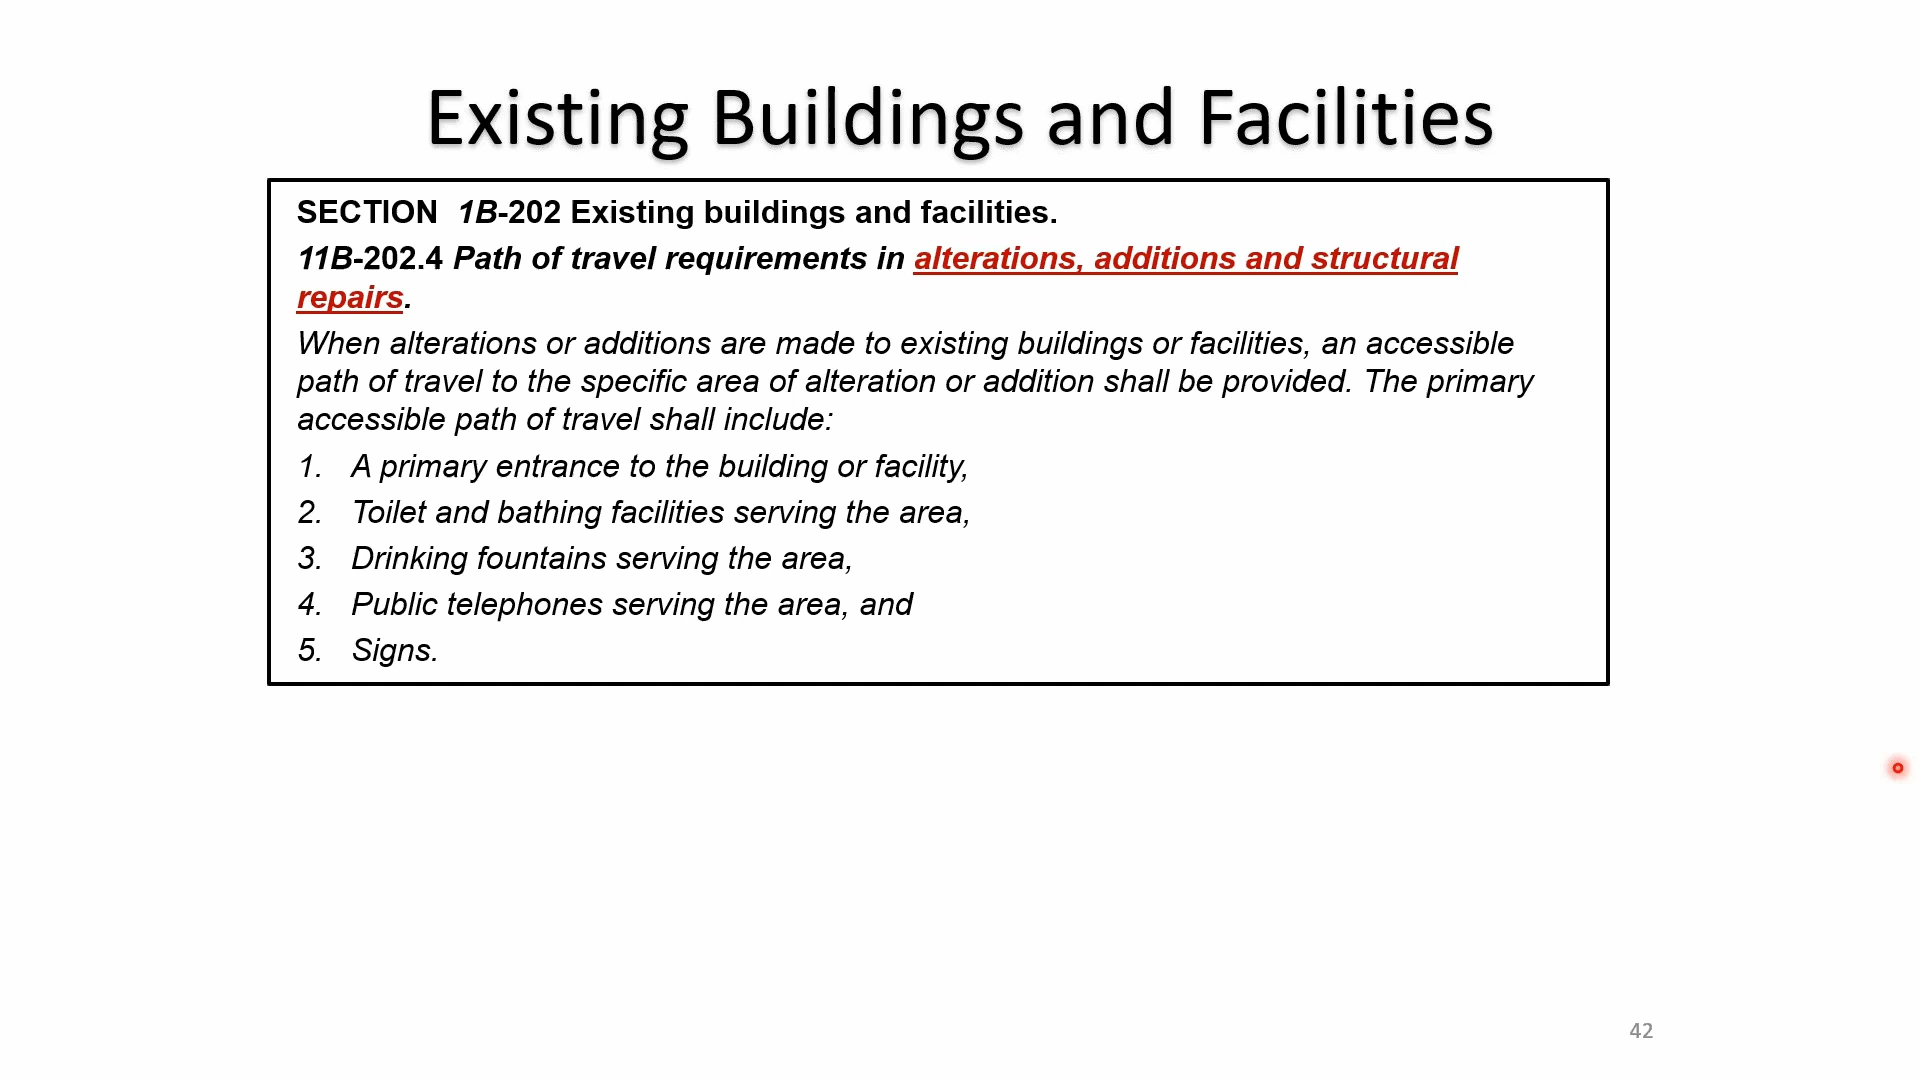 Existing Buildings and Facilities
SECTION 1B-202 Existing buildings and facilities.
11B-202.4 Path of travel requirements in alterations, additions and structural
repairs.
When alterations or additions are made to existing buildings or facilities, an accessible
path of travel to the specific area of alteration or addition shall be provided. The primary
accessible path of travel shall include:
1. A primary entrance to the building or facility,
2. Toilet and bathing facilities serving the area,
3. Drinking fountains serving the area,
4. Public telephones serving the area, and
5. Signs.
42